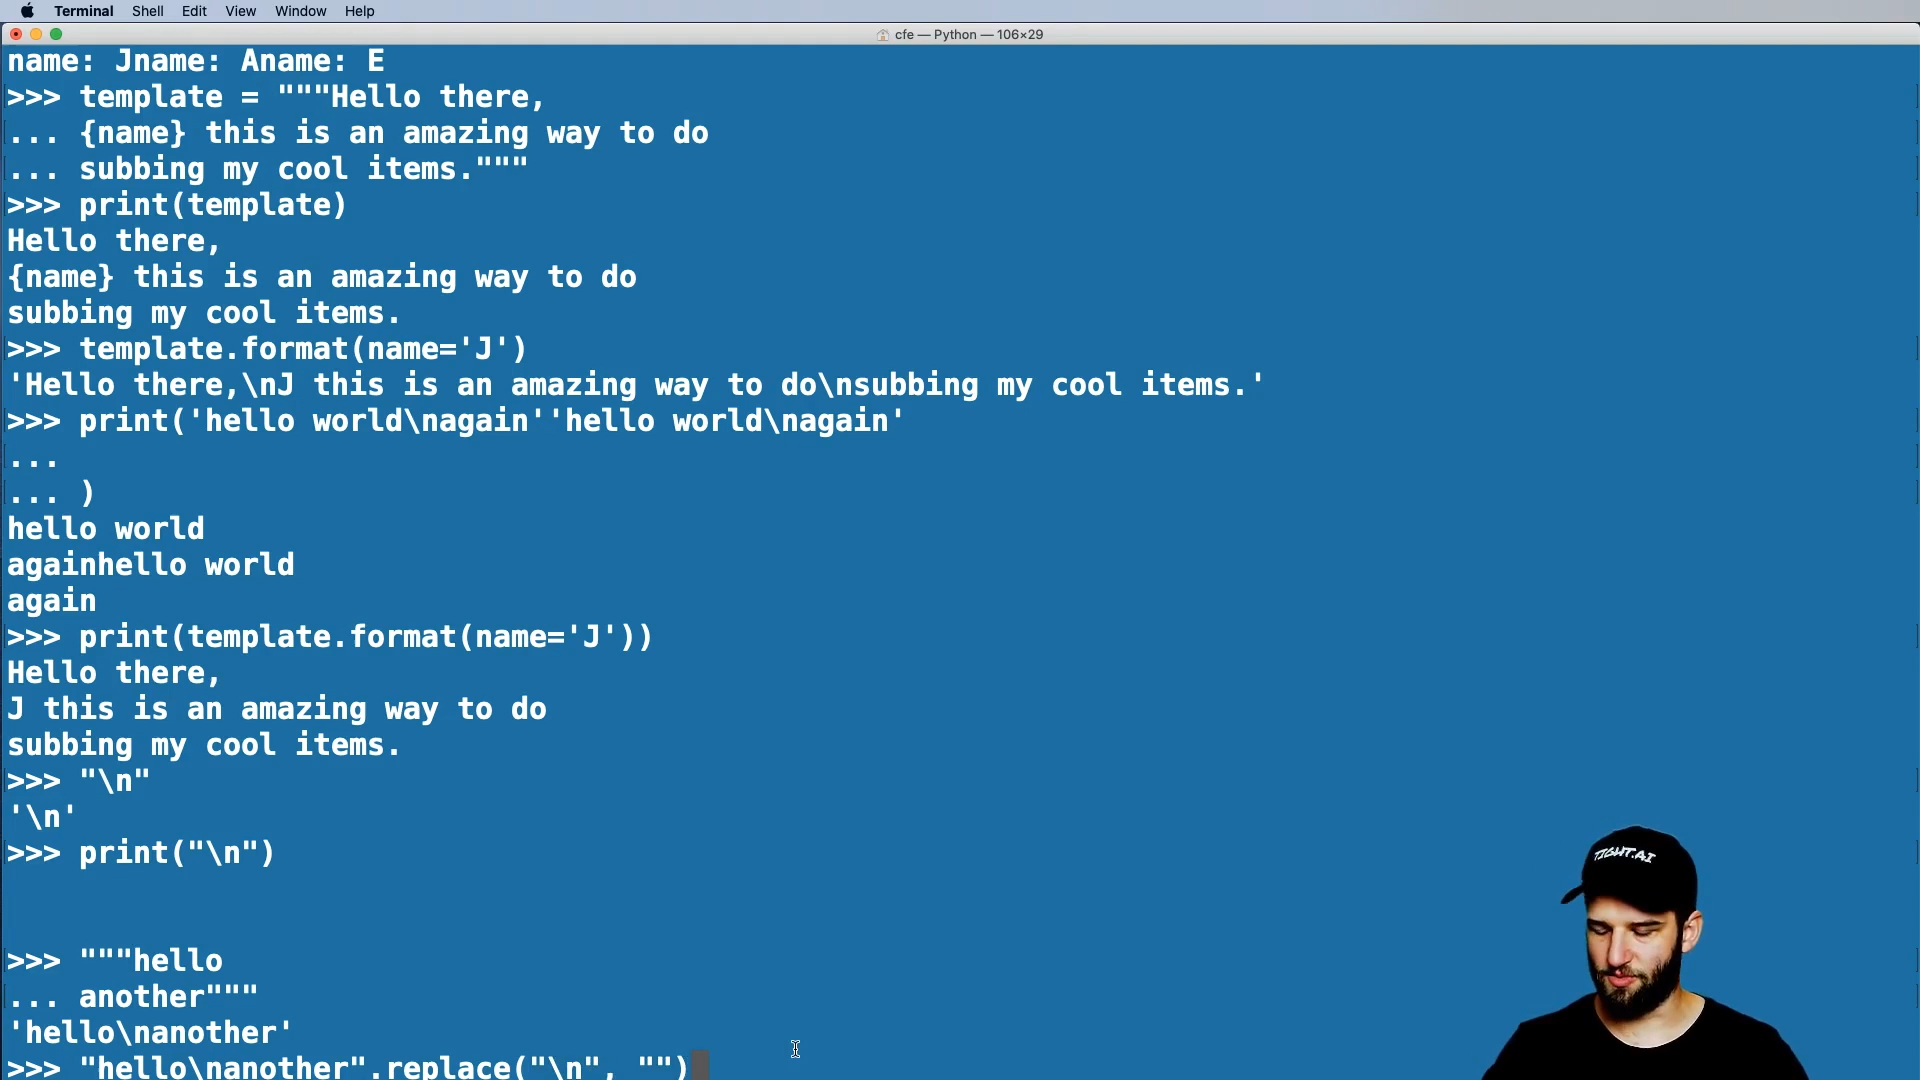 Terminal Shell Edit View Window Help
cfe — Python — 106×29
name: Jname: Aname: E
>>> template = """Hello there,
... {name} this is an amazing way to do
... subbing my cool items."""
>>> print(template)
Hello there,
{name} this is an amazing way to do
subbing my cool items.
>>> template.format(name='J')
'Hello there,\nJ this is an amazing way to do\nsubbing my cool items.'
>>> print('hello world\nagain''hello world\nagain'
...
... )
hello world
againhello world
again
>>> print(template.format(name='J'))
Hello there,
J this is an amazing way to do
subbing my cool items.
>>> "\n"
'\n'
>>> print("\n")
>>> """hello
... another"""
'hello\nanother'
>>> "hello\nanother".replace("\n", "")
TIGHT.AI